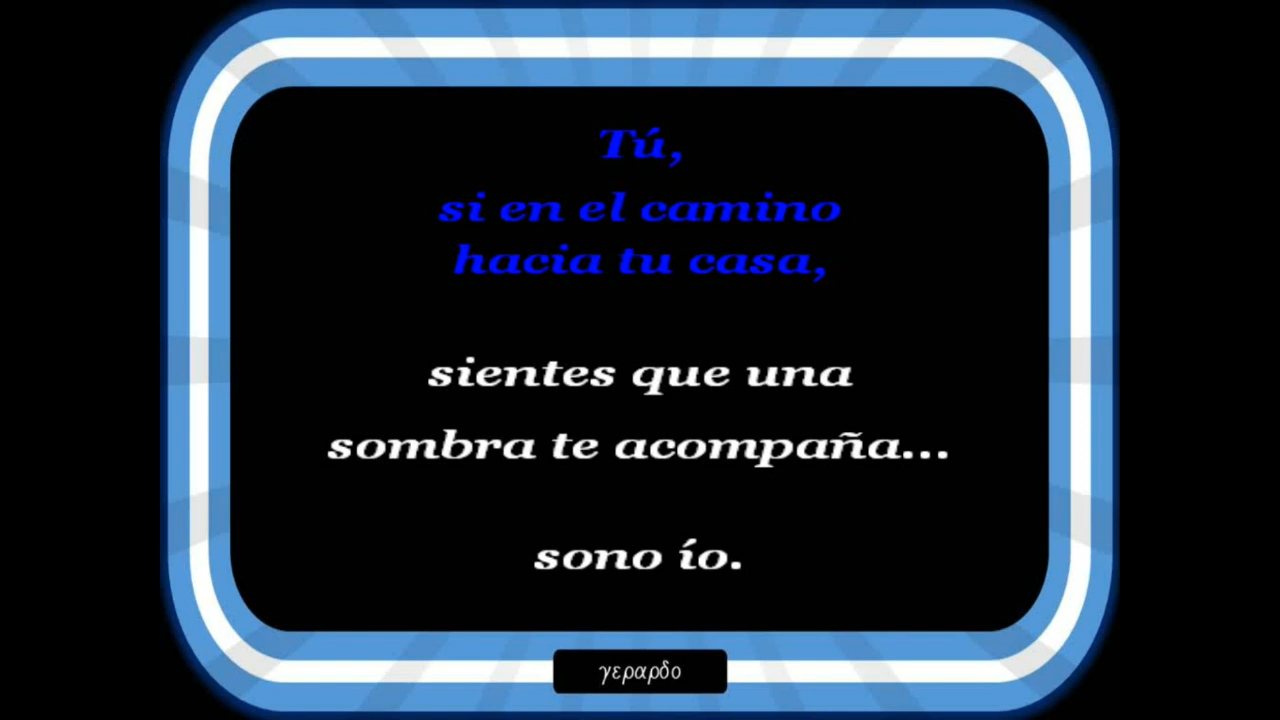 Tú,
si en el camino
hacia tu casa,
sientes que una
sombra te acompaña...
sono ío.
γεραρδο